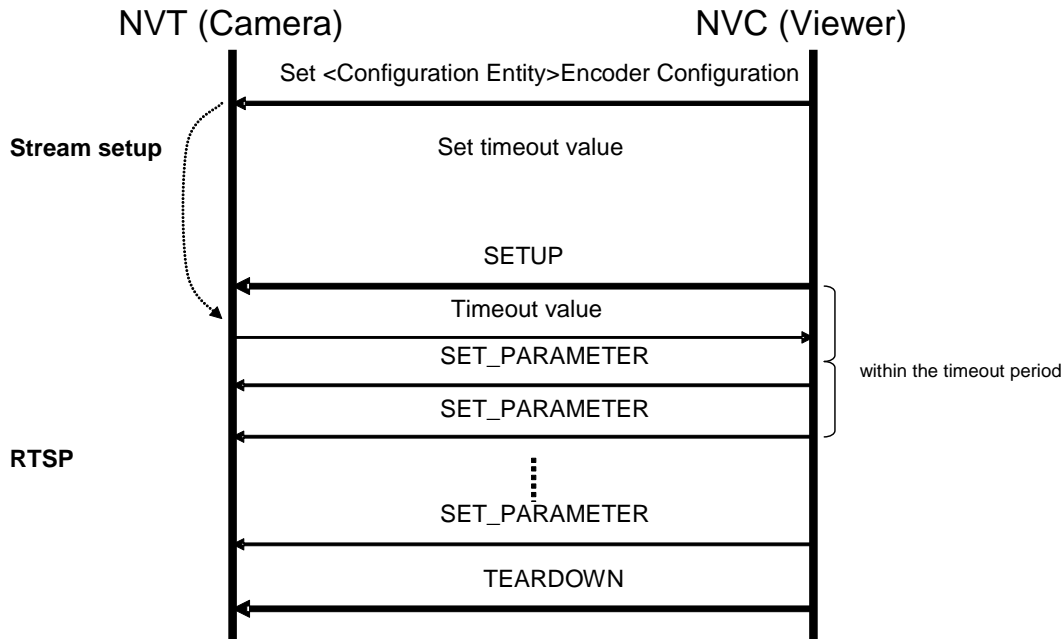 NVT (Camera)
NVC (Viewer)
Set <Configuration Entity>Encoder Configuration
Stream setup
Set timeout value
SETUP
Timeout value
SET_PARAMETER
within the timeout period
SET_PARAMETER
RTSP
SET_PARAMETER
TEARDOWN